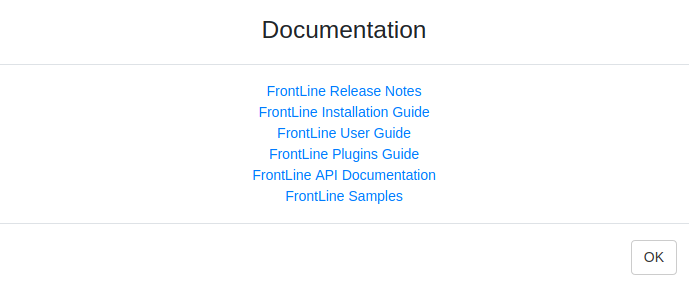 Documentation
FrontLine Release Notes
FrontLine Installation Guide
FrontLine User Guide
FrontLine Plugins Guide
FrontLine API Documentation
FrontLine Samples
OK